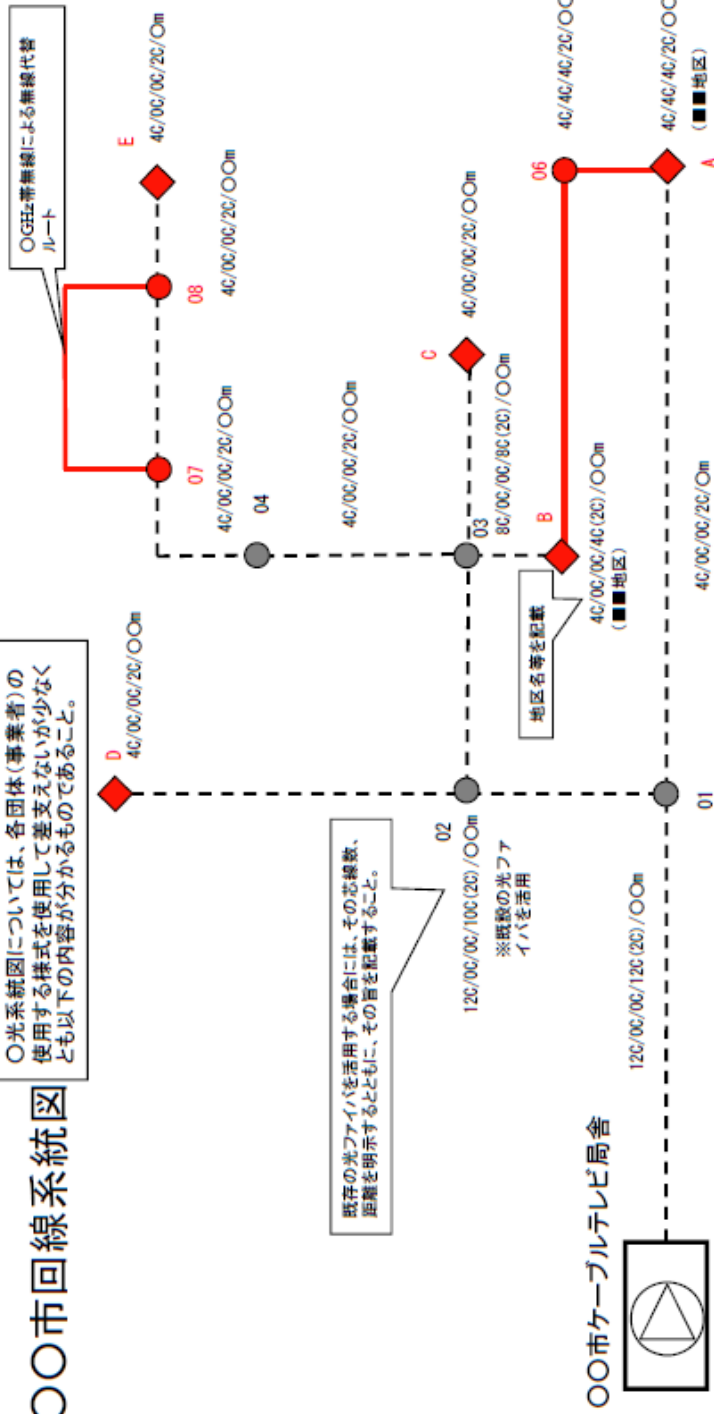 〇〇市回線系統図
〇光系統図については、各団体(事業者)の
使用する様式を使用して差支えないが少なく
とも以下の内容が分かるものであること。
〇GHz帯無線による無線代替
ルート
D
4C/0C/0C/2C/〇〇m
07
4C/0C/0C/2C/〇〇m
08
4C/0C/0C/2C/〇〇m
E
4C/0C/0C/2C/〇m
04
4C/0C/0C/2C/〇〇m
既存の光ファイバを活用する場合には、その芯線数、
距離を明示するとともに、その旨を記載すること。
02
12C/0C/0C/10C(2C)/〇〇m
※既設の光ファ
イバを活用
03
8C/0C/0C/8C(2C)/〇〇m
C
4C/0C/0C/2C/〇〇m
地区名等を記載
B
4C/0C/0C/4C(2C)/〇〇m
(■■地区)
06
4C/4C/4C/2C/〇〇
〇〇市ケーブルテレビ局舎
12C/0C/0C/12C(2C)/〇〇m
01
4C/0C/0C/2C/〇m
A
4C/4C/4C/2C/〇〇
(■■地区)